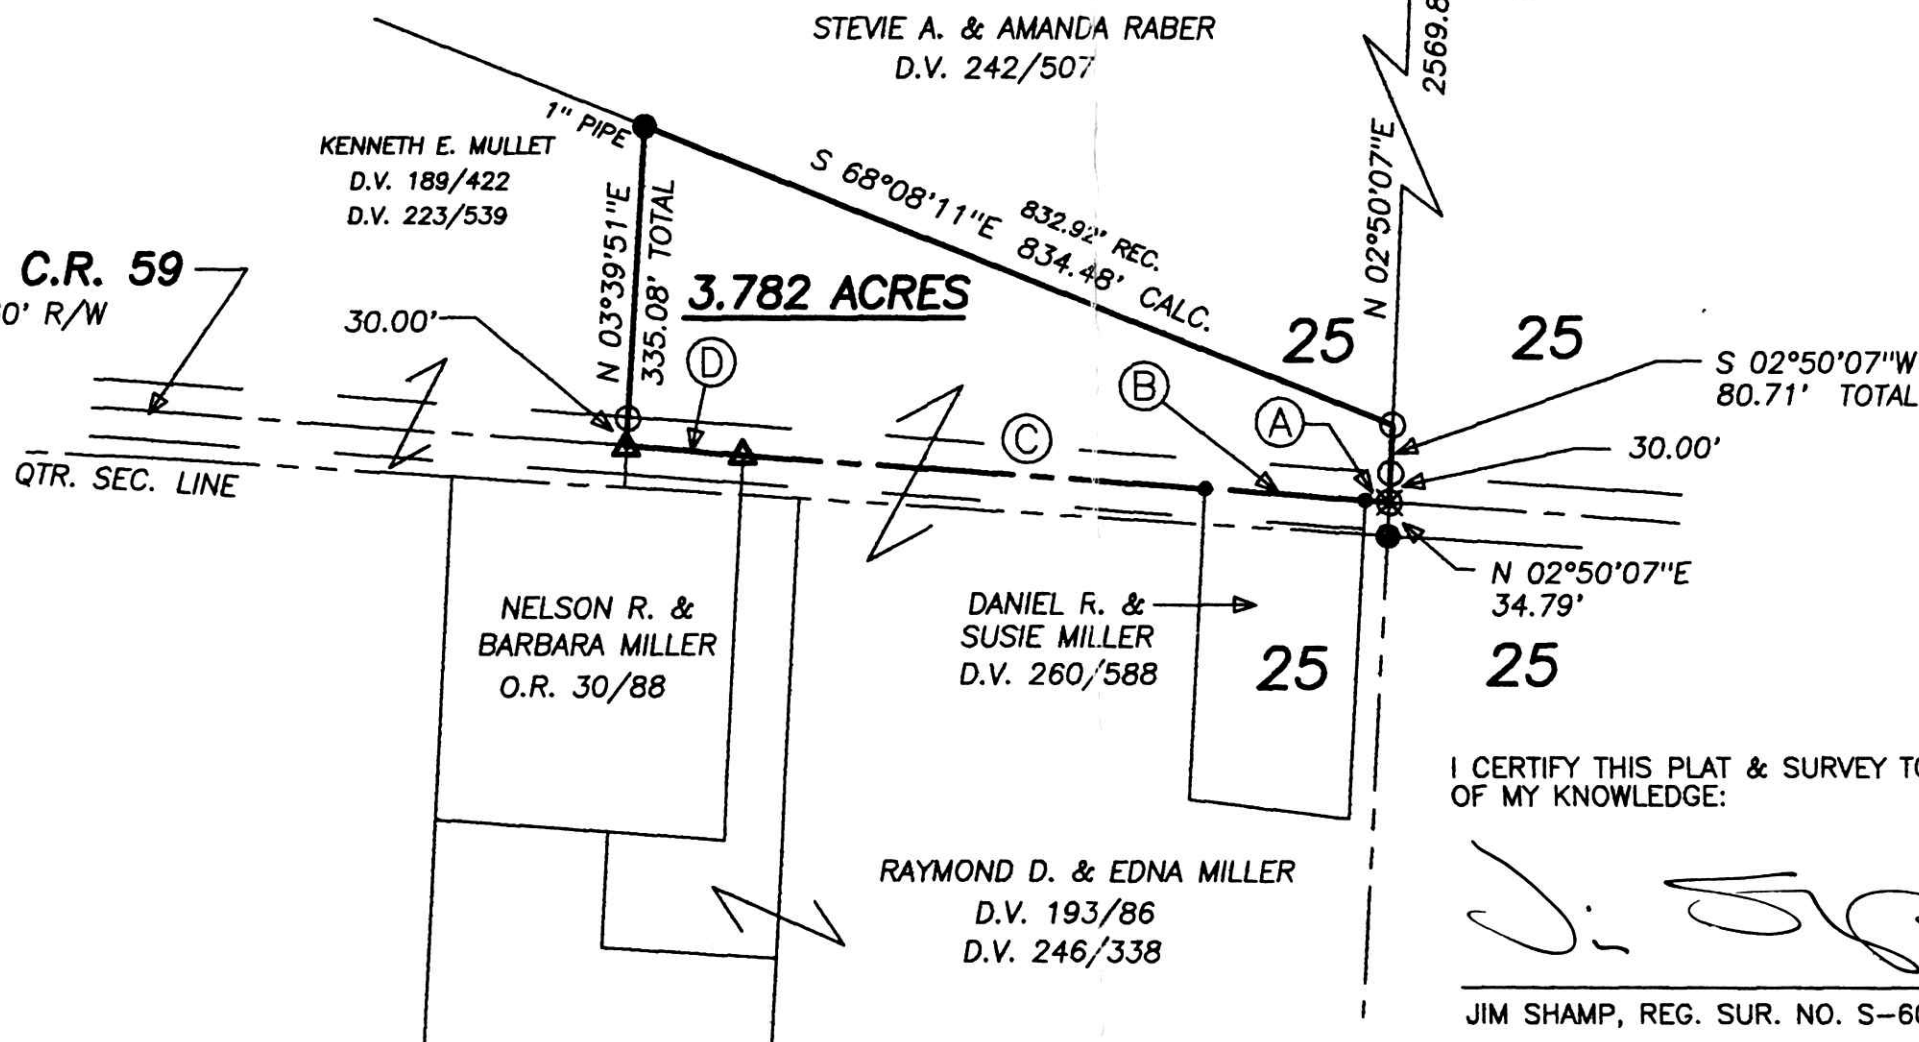 STEVIE A. & AMANDA RABER
D.V. 242/507
2569.8
1" PIPE
KENNETH E. MULLET
D.V. 189/422
D.V. 223/539
N 03°39'51"E
335.08' TOTAL
S 68°08'11"E
832.92' REC.
834.48' CALC.
N 02°50'07"E
C.R. 59
0' R/W
30.00'
3.782 ACRES
25
25
S 02°50'07"W
80.71' TOTAL
D
B
A
C
30.00'
QTR. SEC. LINE
N 02°50'07"E
34.79'
NELSON R. &
BARBARA MILLER
O.R. 30/88
DANIEL R. &
SUSIE MILLER
D.V. 260/588
25
25
I CERTIFY THIS PLAT & SURVEY TO
OF MY KNOWLEDGE:
RAYMOND D. & EDNA MILLER
D.V. 193/86
D.V. 246/338
JIM SHAMP, REG. SUR. NO. S-60